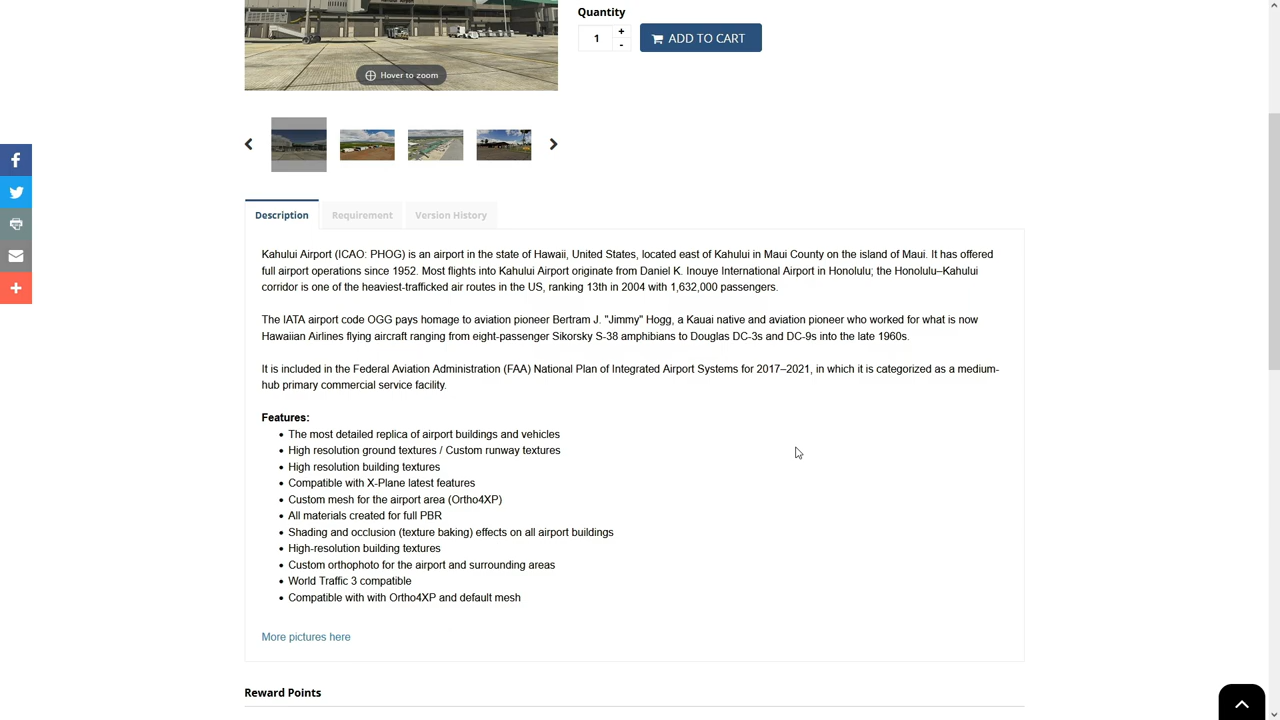 Quantity
1
+
-
ADD TO CART
Hover to zoom
Description
Requirement
Version History
Kahului Airport (ICAO: PHOG) is an airport in the state of Hawaii, United States, located east of Kahului in Maui County on the island of Maui. It has offered
full airport operations since 1952. Most flights into Kahului Airport originate from Daniel K. Inouye International Airport in Honolulu; the Honolulu–Kahului
corridor is one of the heaviest-trafficked air routes in the US, ranking 13th in 2004 with 1,632,000 passengers.
The IATA airport code OGG pays homage to aviation pioneer Bertram J. "Jimmy" Hogg, a Kauai native and aviation pioneer who worked for what is now
Hawaiian Airlines flying aircraft ranging from eight-passenger Sikorsky S-38 amphibians to Douglas DC-3s and DC-9s into the late 1960s.
It is included in the Federal Aviation Administration (FAA) National Plan of Integrated Airport Systems for 2017–2021, in which it is categorized as a medium-
hub primary commercial service facility.
Features:
• The most detailed replica of airport buildings and vehicles
• High resolution ground textures / Custom runway textures
• High resolution building textures
• Compatible with X-Plane latest features
• Custom mesh for the airport area (Ortho4XP)
• All materials created for full PBR
• Shading and occlusion (texture baking) effects on all airport buildings
• High-resolution building textures
• Custom orthophoto for the airport and surrounding areas
• World Traffic 3 compatible
• Compatible with with Ortho4XP and default mesh
More pictures here
Reward Points